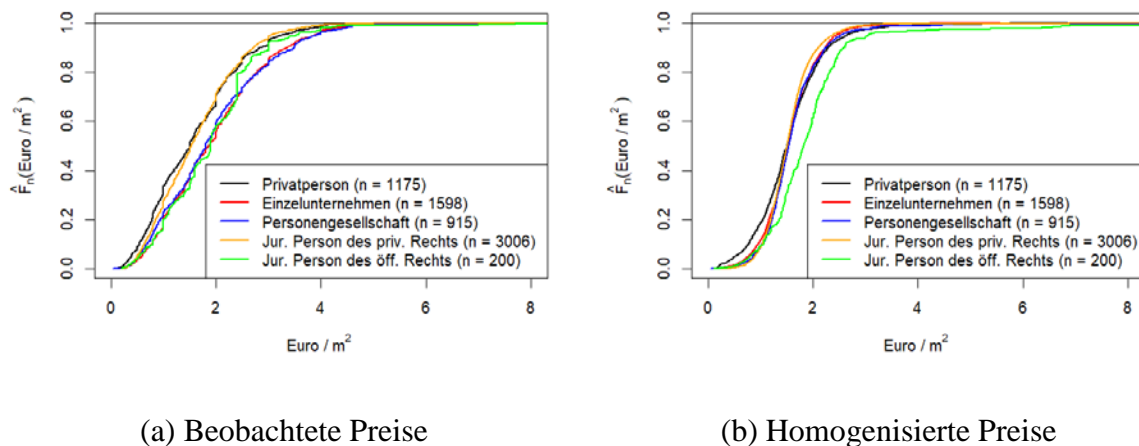 F̂n(Euro / m²)
0.0 0.2 0.4 0.6 0.8 1.0
Privatperson (n = 1175)
Einzelunternehmen (n = 1598)
Personengesellschaft (n = 915)
Jur. Person des priv. Rechts (n = 3006)
Jur. Person des öff. Rechts (n = 200)
0 2 4 6 8
Euro / m²
(a) Beobachtete Preise
F̂n(Euro / m²)
0.0 0.2 0.4 0.6 0.8 1.0
Privatperson (n = 1175)
Einzelunternehmen (n = 1598)
Personengesellschaft (n = 915)
Jur. Person des priv. Rechts (n = 3006)
Jur. Person des öff. Rechts (n = 200)
0 2 4 6 8
Euro / m²
(b) Homogenisierte Preise